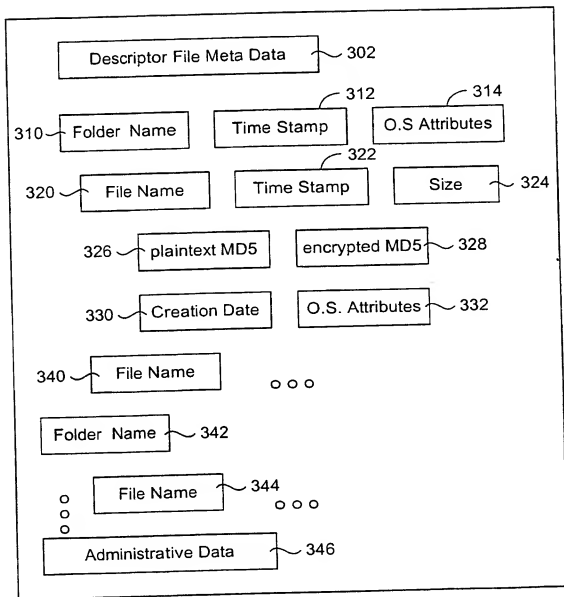 Descriptor File Meta Data 302
312 314
310 Folder Name Time Stamp O.S Attributes
322
320 File Name Time Stamp Size 324
326 plaintext MD5 encrypted MD5 328
330 Creation Date O.S. Attributes 332
340 File Name
Folder Name 342
File Name 344
Administrative Data 346